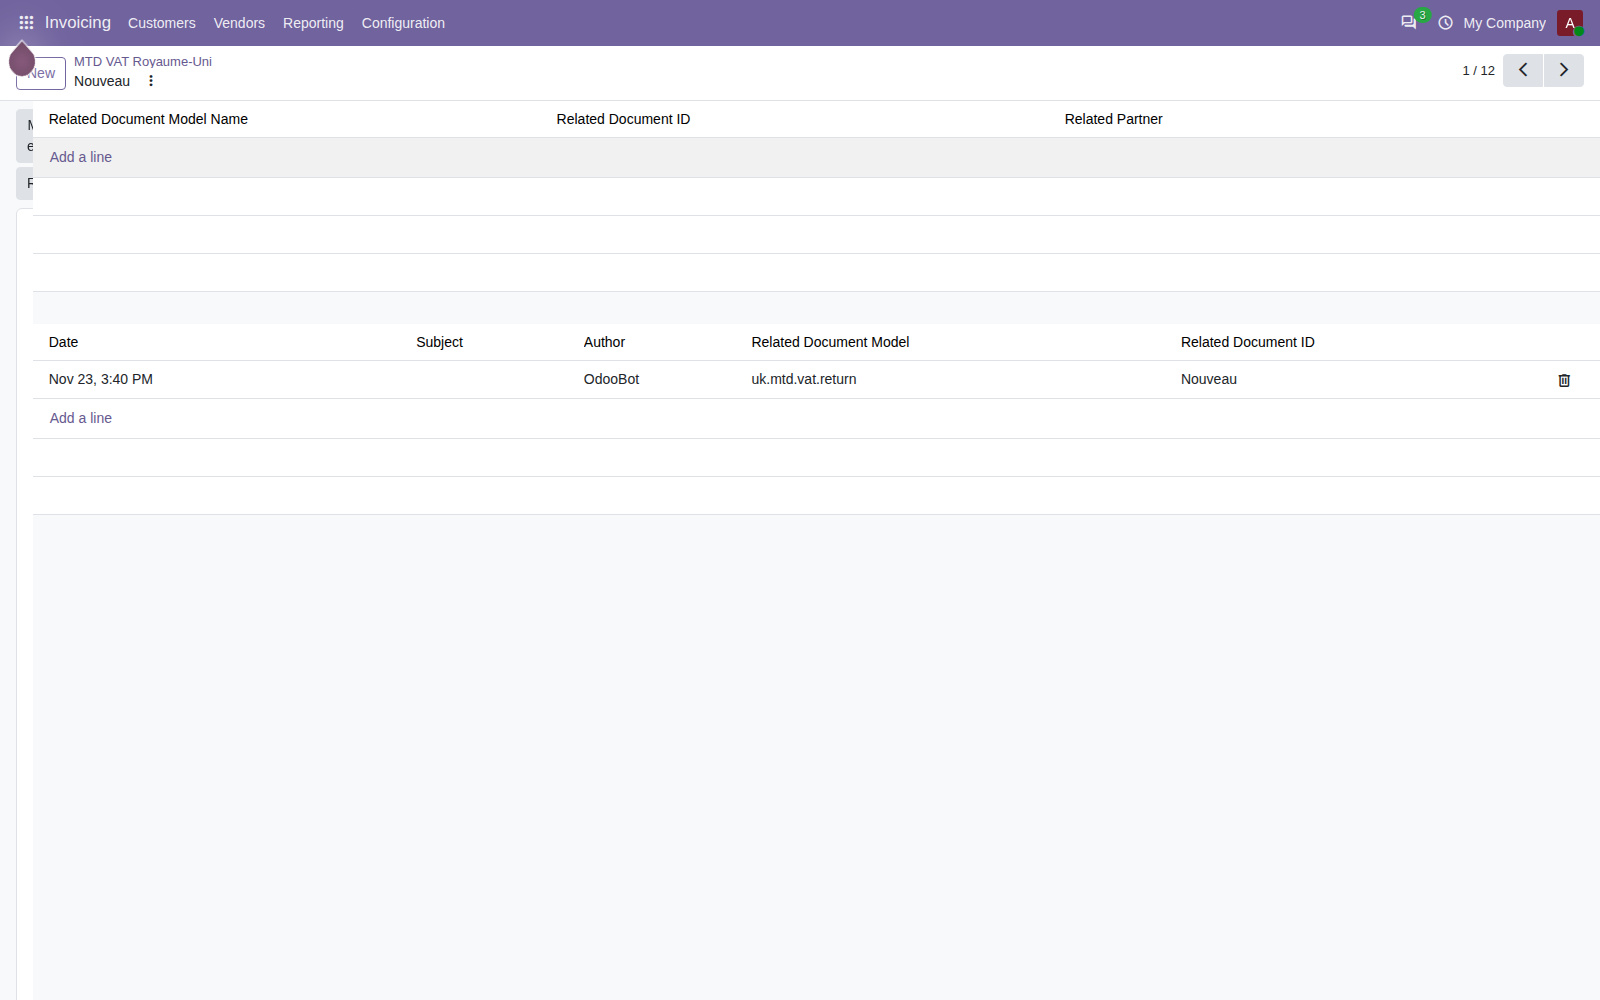 Invoicing Customers Vendors Reporting Configuration 3 My Company A
New MTD VAT Royaume-Uni 1 / 12
Nouveau
Related Document Model Name Related Document ID Related Partner
Add a line
Date Subject Author Related Document Model Related Document ID
Nov 23, 3:40 PM OdooBot uk.mtd.vat.return Nouveau
Add a line